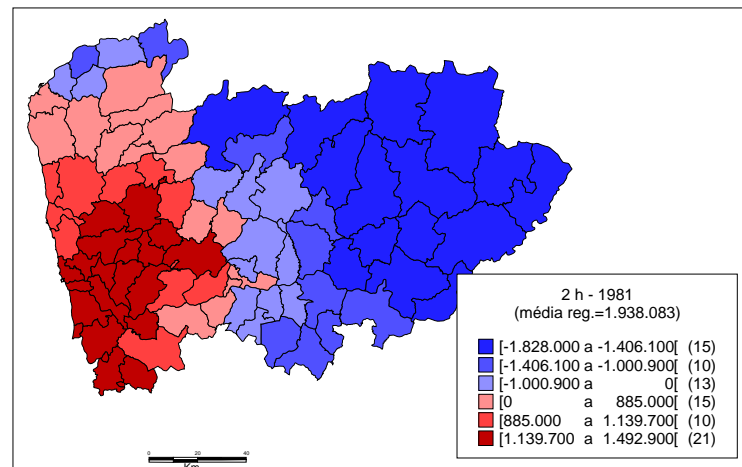 2 h - 1981
(média reg.=1.938.083)
[-1.828.000 a -1.406.100[ (15)
[-1.406.100 a -1.000.900[ (10)
[-1.000.900 a 0[ (13)
[0 a 885.000[ (15)
[885.000 a 1.139.700[ (10)
[1.139.700 a 1.492.900[ (21)
0 20 40
Km